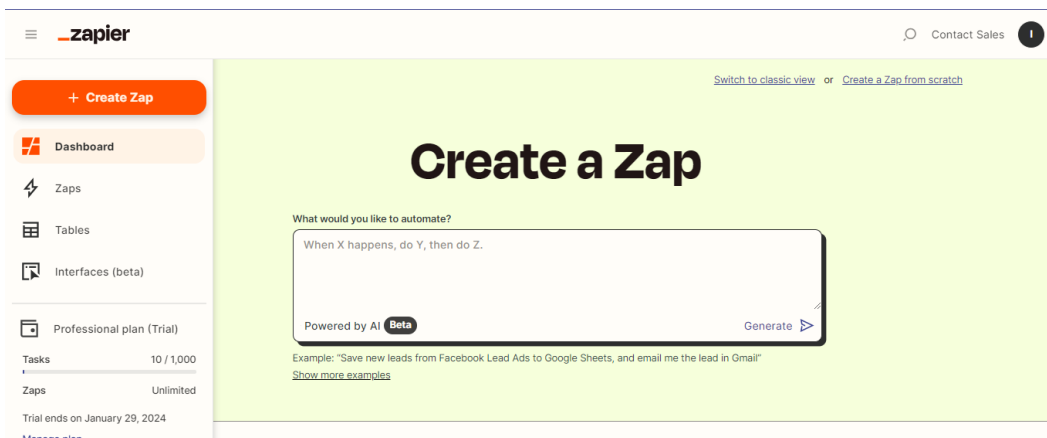 _zapier
Contact Sales
I
+ Create Zap
Dashboard
Zaps
Tables
Interfaces (beta)
Professional plan (Trial)
Tasks 10 / 1,000
Zaps Unlimited
Trial ends on January 29, 2024
Manage plan
Switch to classic view or Create a Zap from scratch
Create a Zap
What would you like to automate?
When X happens, do Y, then do Z.
Powered by AI Beta
Generate
Example: "Save new leads from Facebook Lead Ads to Google Sheets, and email me the lead in Gmail"
Show more examples